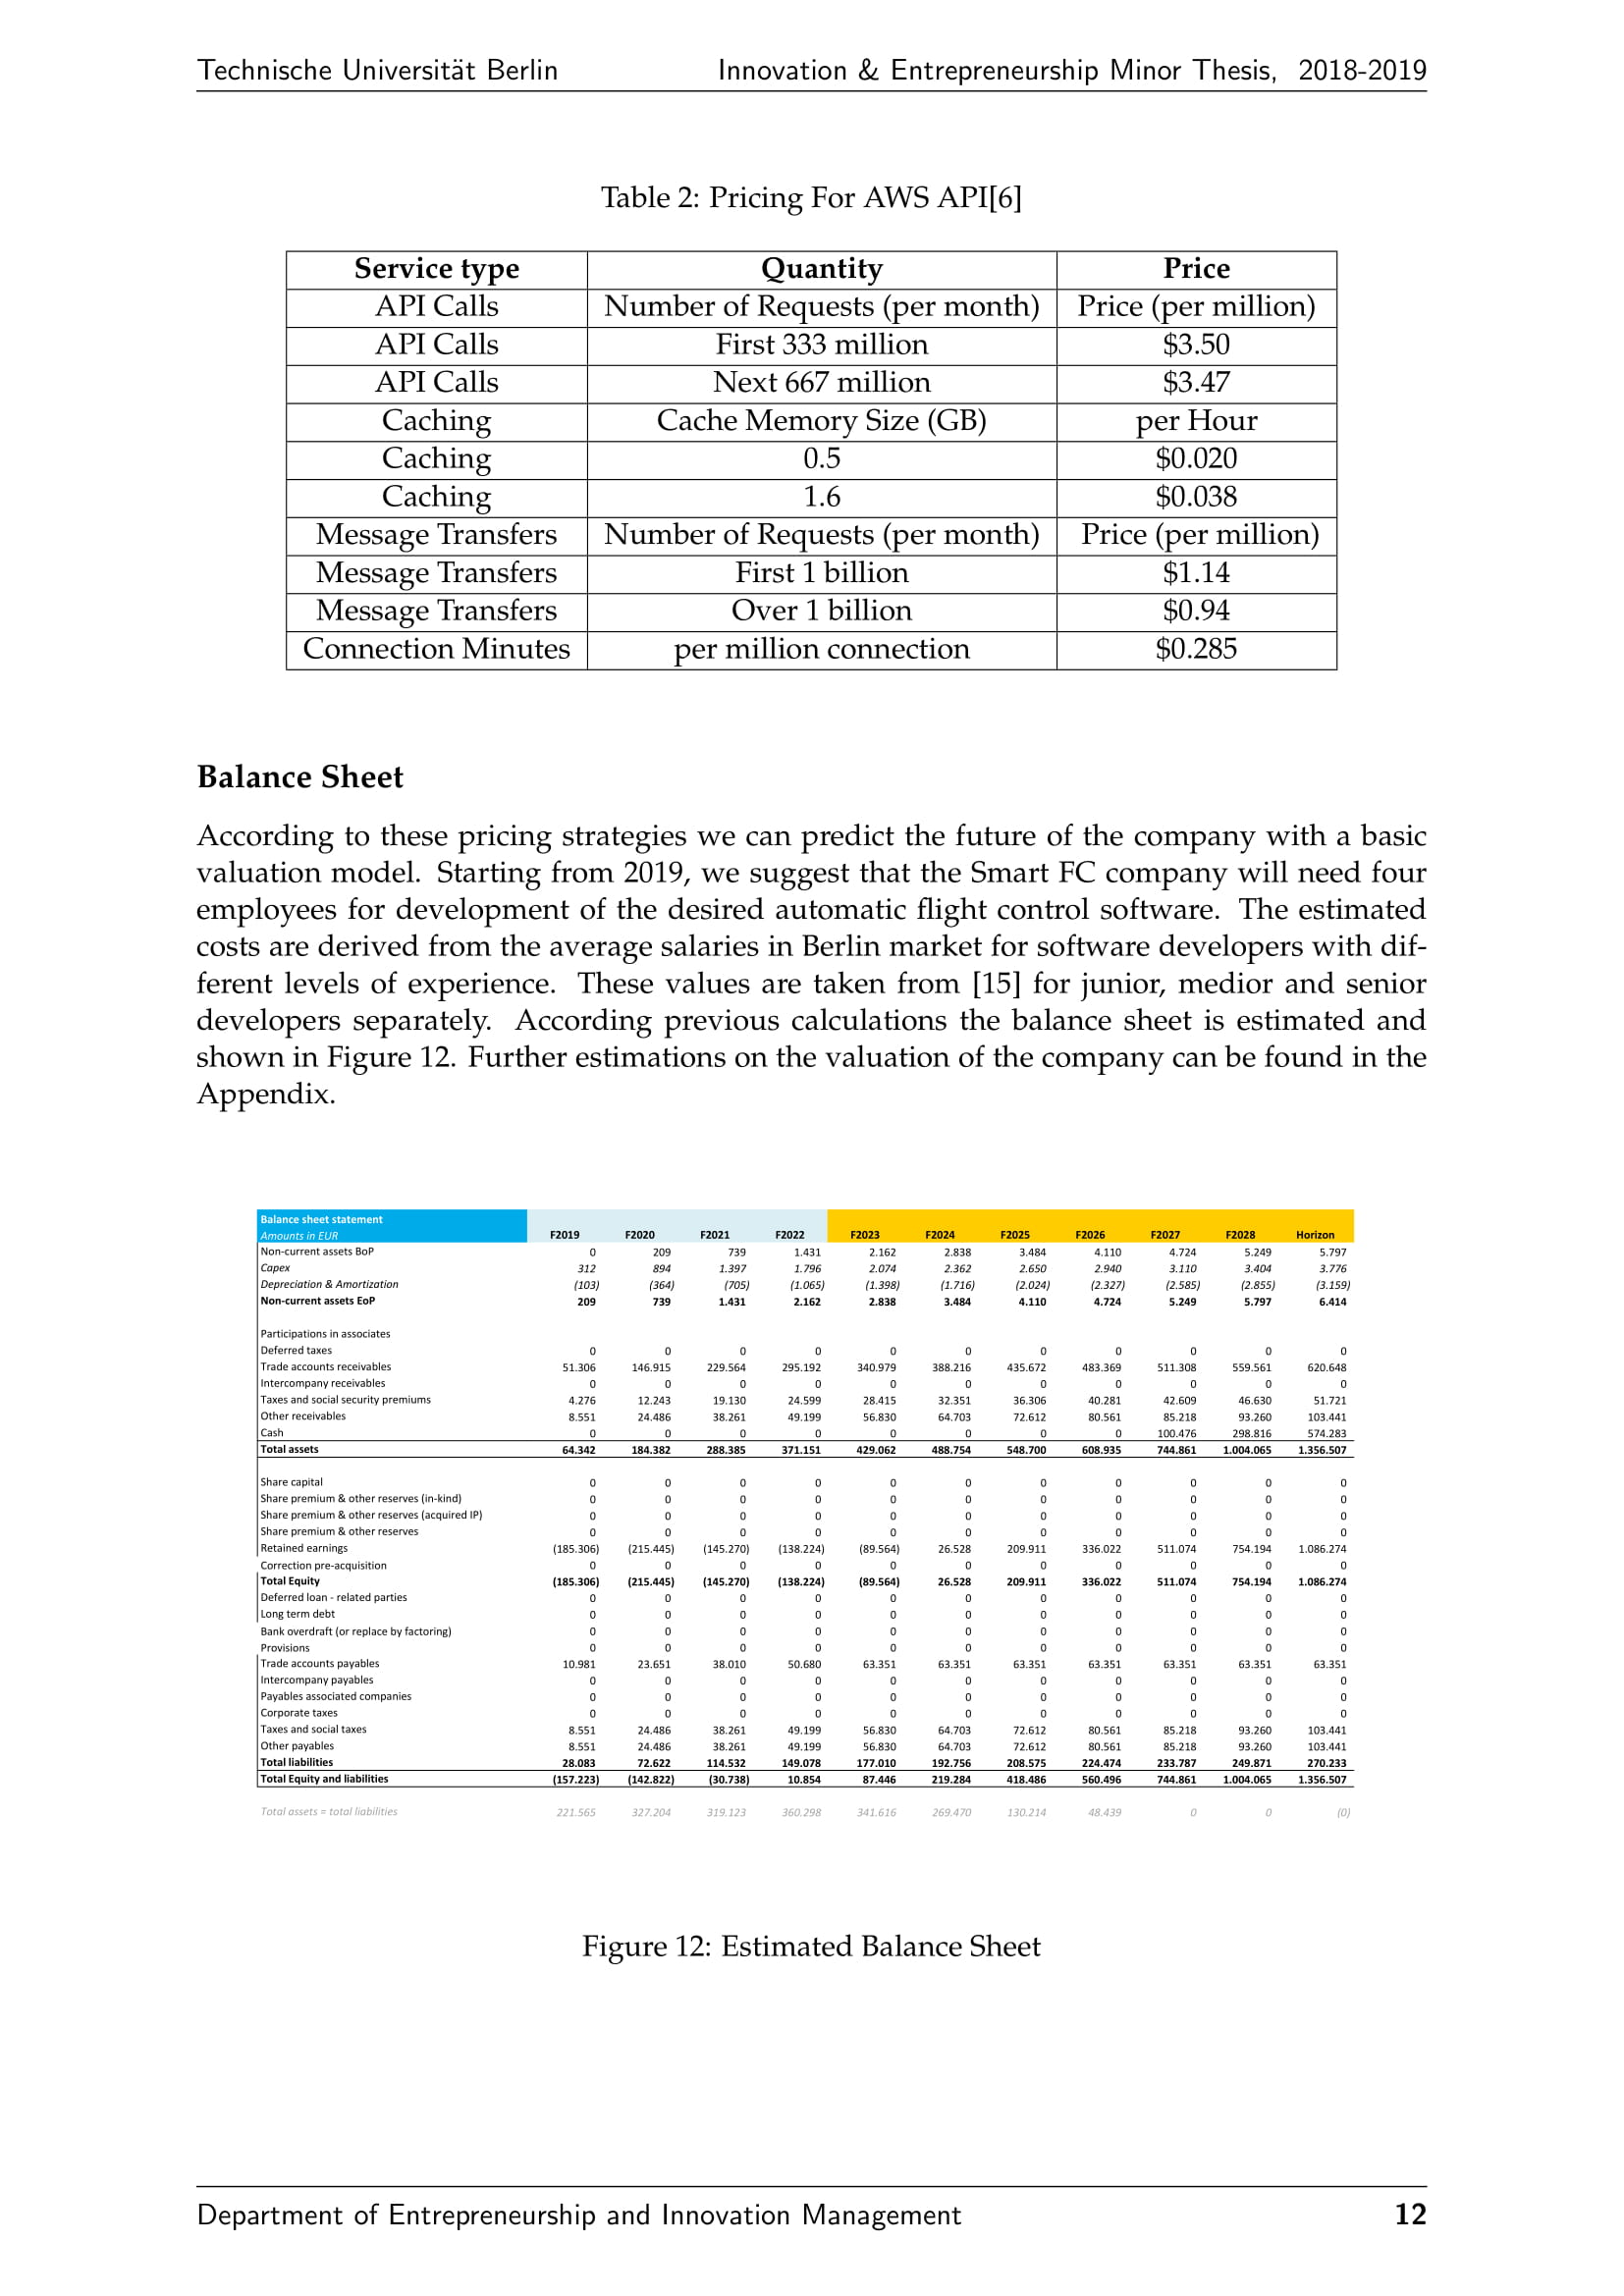 Technische Universität Berlin Innovation & Entrepreneurship Minor Thesis, 2018-2019
Table 2: Pricing For AWS API[6]
Service type Quantity Price
API Calls Number of Requests (per month) Price (per million)
API Calls First 333 million $3.50
API Calls Next 667 million $3.47
Caching Cache Memory Size (GB) per Hour
Caching 0.5 $0.020
Caching 1.6 $0.038
Message Transfers Number of Requests (per month) Price (per million)
Message Transfers First 1 billion $1.14
Message Transfers Over 1 billion $0.94
Connection Minutes per million connection $0.285
Balance Sheet
According to these pricing strategies we can predict the future of the company with a basic
valuation model. Starting from 2019, we suggest that the Smart FC company will need four
employees for development of the desired automatic flight control software. The estimated
costs are derived from the average salaries in Berlin market for software developers with dif-
ferent levels of experience. These values are taken from [15] for junior, medior and senior
developers separately. According previous calculations the balance sheet is estimated and
shown in Figure 12. Further estimations on the valuation of the company can be found in the
Appendix.
Balance sheet statement
Amounts in EUR F2019 F2020 F2021 F2022 F2023 F2024 F2025 F2026 F2027 F2028 Horizon
Non-current assets BoP 0 209 739 1.431 2.162 2.838 3.484 4.110 4.724 5.249 5.797
Capex 312 894 1.397 1.796 2.074 2.362 2.650 2.940 3.110 3.404 3.776
Depreciation & Amortization (103) (364) (705) (1.065) (1.398) (1.716) (2.024) (2.327) (2.585) (2.855) (3.159)
Non-current assets EoP 209 739 1.431 2.162 2.838 3.484 4.110 4.724 5.249 5.797 6.414
Participations in associates
Deferred taxes 0 0 0 0 0 0 0 0 0 0 0
Trade accounts receivables 51.306 146.915 229.564 295.192 340.979 388.216 435.672 483.369 511.308 559.561 620.648
Intercompany receivables 0 0 0 0 0 0 0 0 0 0 0
Taxes and social security premiums 4.276 12.243 19.130 24.599 28.415 32.351 36.306 40.281 42.609 46.630 51.721
Other receivables 8.551 24.486 38.261 49.199 56.830 64.703 72.612 80.561 85.218 93.260 103.441
Cash 0 0 0 0 0 0 0 0 100.476 298.816 574.283
Total assets 64.342 184.382 288.385 371.151 429.062 488.754 548.700 608.935 744.861 1.004.065 1.356.507
Share capital 0 0 0 0 0 0 0 0 0 0 0
Share premium & other reserves (in-kind) 0 0 0 0 0 0 0 0 0 0 0
Share premium & other reserves (acquired IP) 0 0 0 0 0 0 0 0 0 0 0
Share premium & other reserves 0 0 0 0 0 0 0 0 0 0 0
Retained earnings (185.306) (215.445) (145.270) (138.224) (89.564) 26.528 209.911 336.022 511.074 754.194 1.086.274
Correction pre-acquisition 0 0 0 0 0 0 0 0 0 0 0
Total Equity (185.306) (215.445) (145.270) (138.224) (89.564) 26.528 209.911 336.022 511.074 754.194 1.086.274
Deferred loan - related parties 0 0 0 0 0 0 0 0 0 0 0
Long term debt 0 0 0 0 0 0 0 0 0 0 0
Bank overdraft (or replace by factoring) 0 0 0 0 0 0 0 0 0 0 0
Provisions 0 0 0 0 0 0 0 0 0 0 0
Trade accounts payables 10.981 23.651 38.010 50.680 63.351 63.351 63.351 63.351 63.351 63.351 63.351
Intercompany payables 0 0 0 0 0 0 0 0 0 0 0
Payables associated companies 0 0 0 0 0 0 0 0 0 0 0
Corporate taxes 0 0 0 0 0 0 0 0 0 0 0
Taxes and social taxes 8.551 24.486 38.261 49.199 56.830 64.703 72.612 80.561 85.218 93.260 103.441
Other payables 8.551 24.486 38.261 49.199 56.830 64.703 72.612 80.561 85.218 93.260 103.441
Total liabilities 28.083 72.622 114.532 149.078 177.010 192.756 208.575 224.474 233.787 249.871 270.233
Total Equity and liabilities (157.223) (142.822) (30.738) 10.854 87.446 219.284 418.486 560.496 744.861 1.004.065 1.356.507
Total assets = total liabilities 221.565 327.204 319.123 360.298 341.616 269.470 130.214 48.439 0 0 (0)
Figure 12: Estimated Balance Sheet
Department of Entrepreneurship and Innovation Management 12